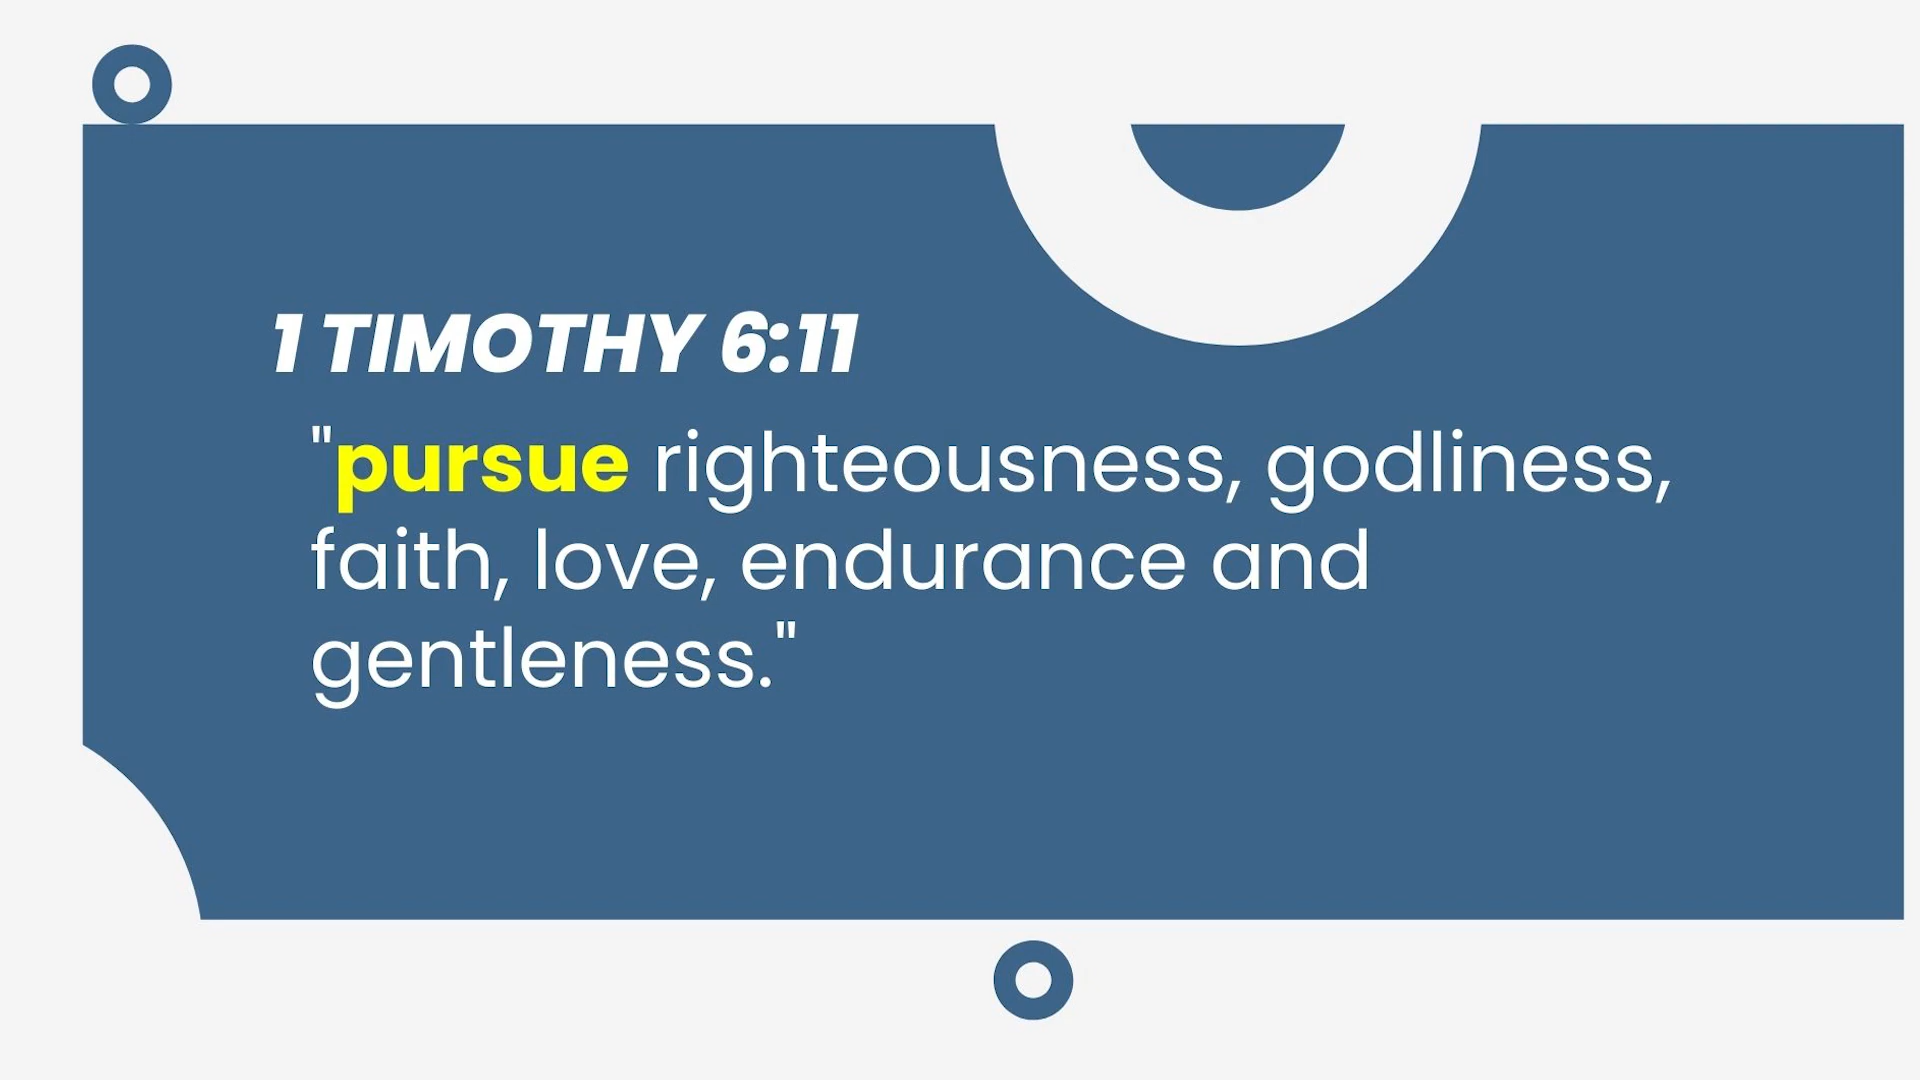 1 TIMOTHY 6:11
"pursue righteousness, godliness,
faith, love, endurance and
gentleness."